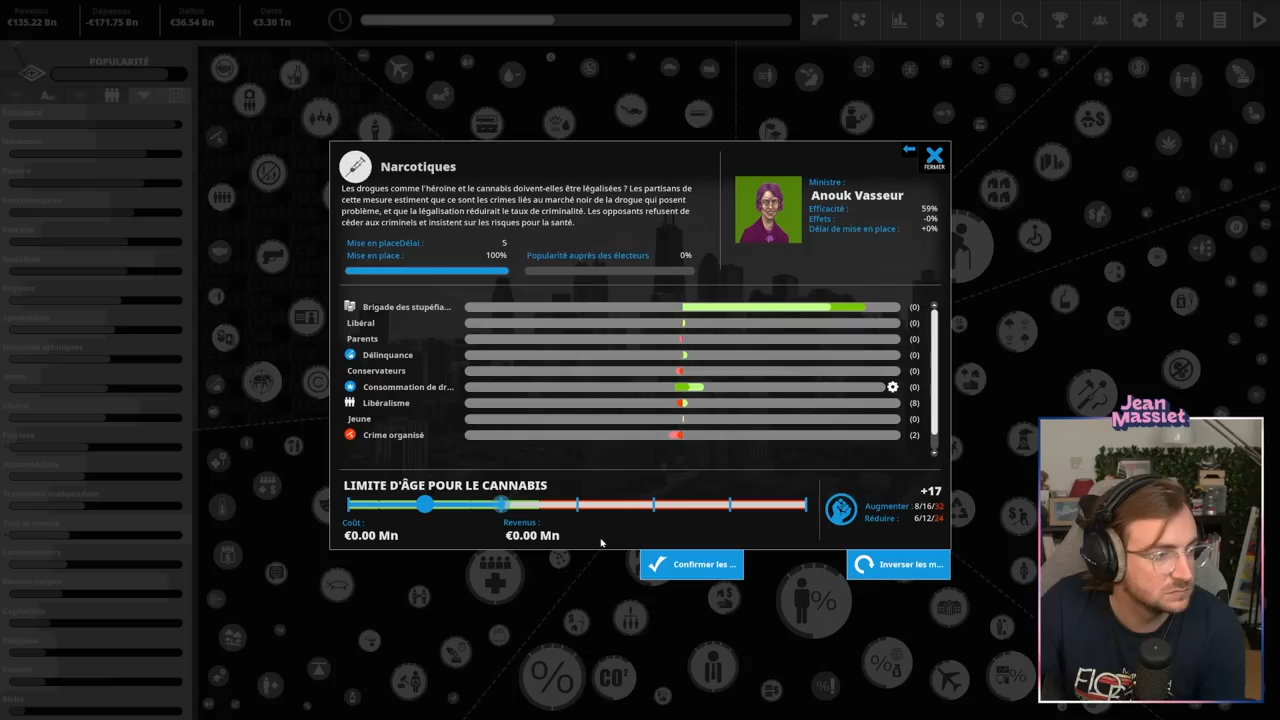 Revenus
Dépenses
Déficit
Dette
€135.22 Bn
-€171.75 Bn
€36.54 Bn
€3.30 Tn
POPULARITÉ
Narcotiques
FERMER
Les drogues comme l'héroïne et le cannabis doivent-elles être légalisées ? Les partisans de
cette mesure estiment que ce sont les crimes liés au marché noir de la drogue qui posent
problème, et que la légalisation réduirait le taux de criminalité. Les opposants refusent de
céder aux criminels et insistent sur les risques pour la santé.
Mise en placeDélai : 5
Mise en place : 100%
Popularité auprès des électeurs 0%
Ministre :
Anouk Vasseur
Efficacité : 59%
Effets : -0%
Délai de mise en place : +0%
Brigade des stupéfia... (0)
Libéral (0)
Parents (0)
Délinquance (0)
Conservateurs (0)
Consommation de dr... (0)
Libéralisme (8)
Jeune (0)
Crime organisé (2)
LIMITE D'ÂGE POUR LE CANNABIS
Coût :
€0.00 Mn
Revenus :
€0.00 Mn
+17
Augmenter : 8/16/32
Réduire : 6/12/24
Confirmer les ...
Inverser les m...
Jean
Massiet